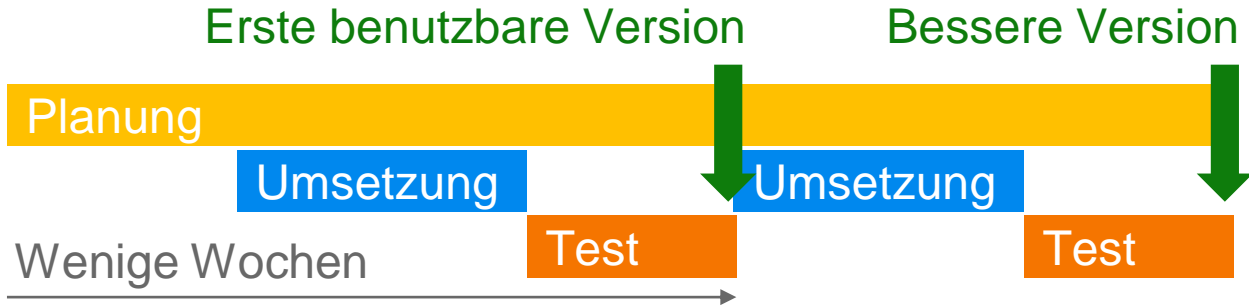 Erste benutzbare Version Bessere Version
Planung
Umsetzung Umsetzung
Test Test
Wenige Wochen